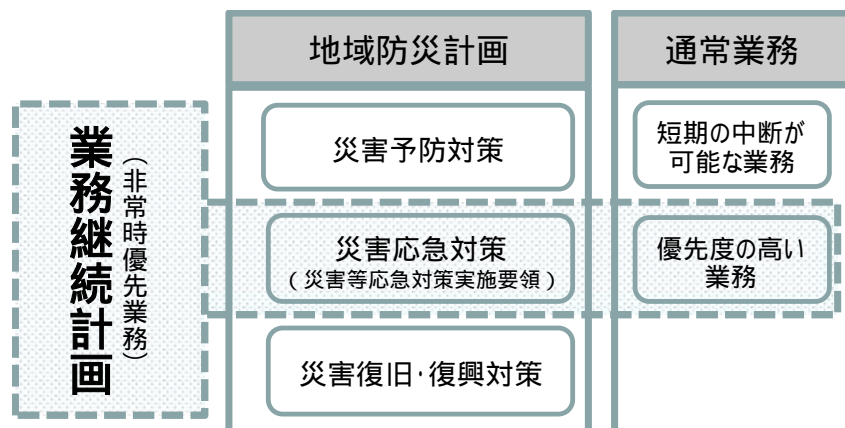 地域防災計画
通常業務
業務継続計画
（非常時優先業務）
災害予防対策
短期の中断が
可能な業務
災害応急対策
（災害等応急対策実施要領）
優先度の高い
業務
災害復旧･復興対策